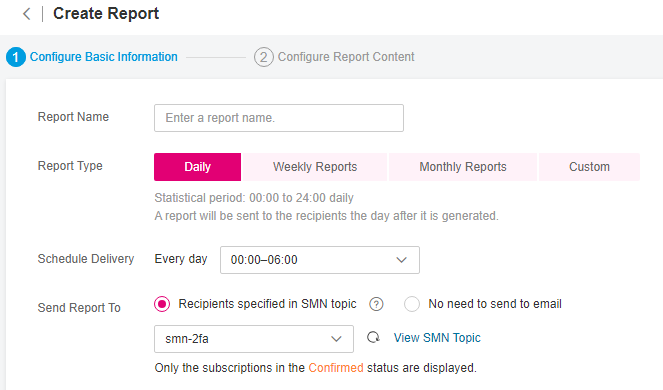 Create Report
1 Configure Basic Information 2 Configure Report Content
Report Name Enter a report name.
Report Type Daily Weekly Reports Monthly Reports Custom
Statistical period: 00:00 to 24:00 daily
A report will be sent to the recipients the day after it is generated.
Schedule Delivery Every day 00:00–06:00
Send Report To Recipients specified in SMN topic ? No need to send to email
smn-2fa View SMN Topic
Only the subscriptions in the Confirmed status are displayed.